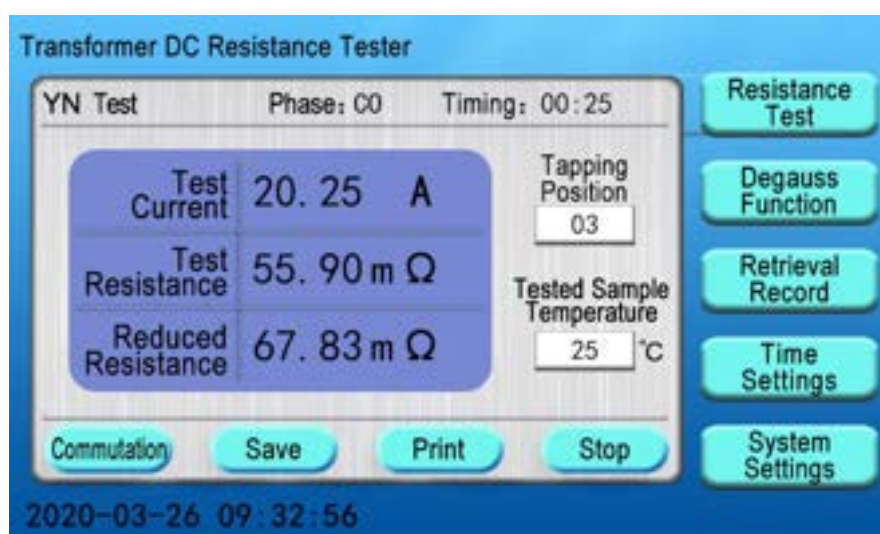 Transformer DC Resistance Tester
YN Test Phase: C0 Timing: 00:25
Test Current 20.25 A
Test Resistance 55.90 mΩ
Reduced Resistance 67.83 mΩ
Tapping
Position
03
Tested Sample
Temperature
25 ℃
Commutation Save Print Stop
Resistance
Test
Degauss
Function
Retrieval
Record
Time
Settings
System
Settings
2020-03-26 09:32:56